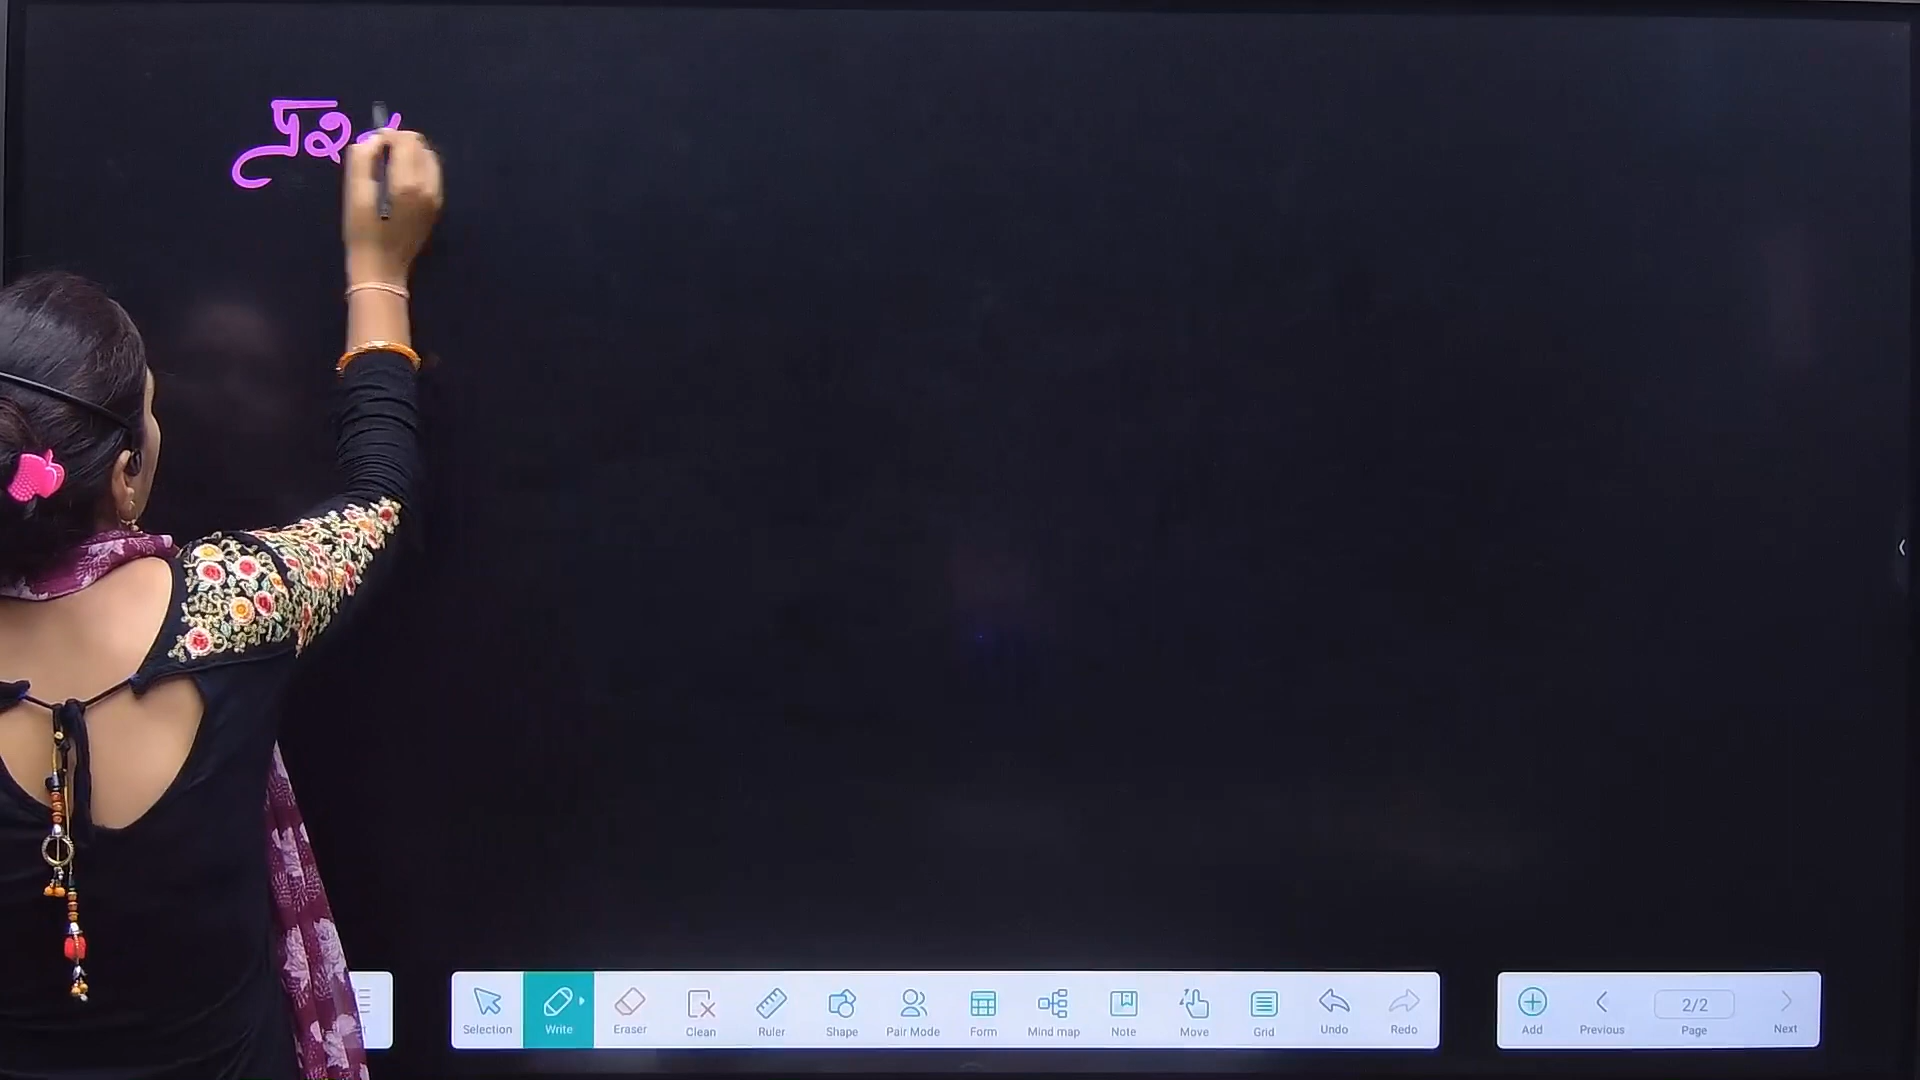 Selection
Write
Eraser
Clean
Ruler
Shape
Pair Mode
Form
Mind map
Note
Move
Grid
Undo
Redo
Add
Previous
2/2
Page
Next